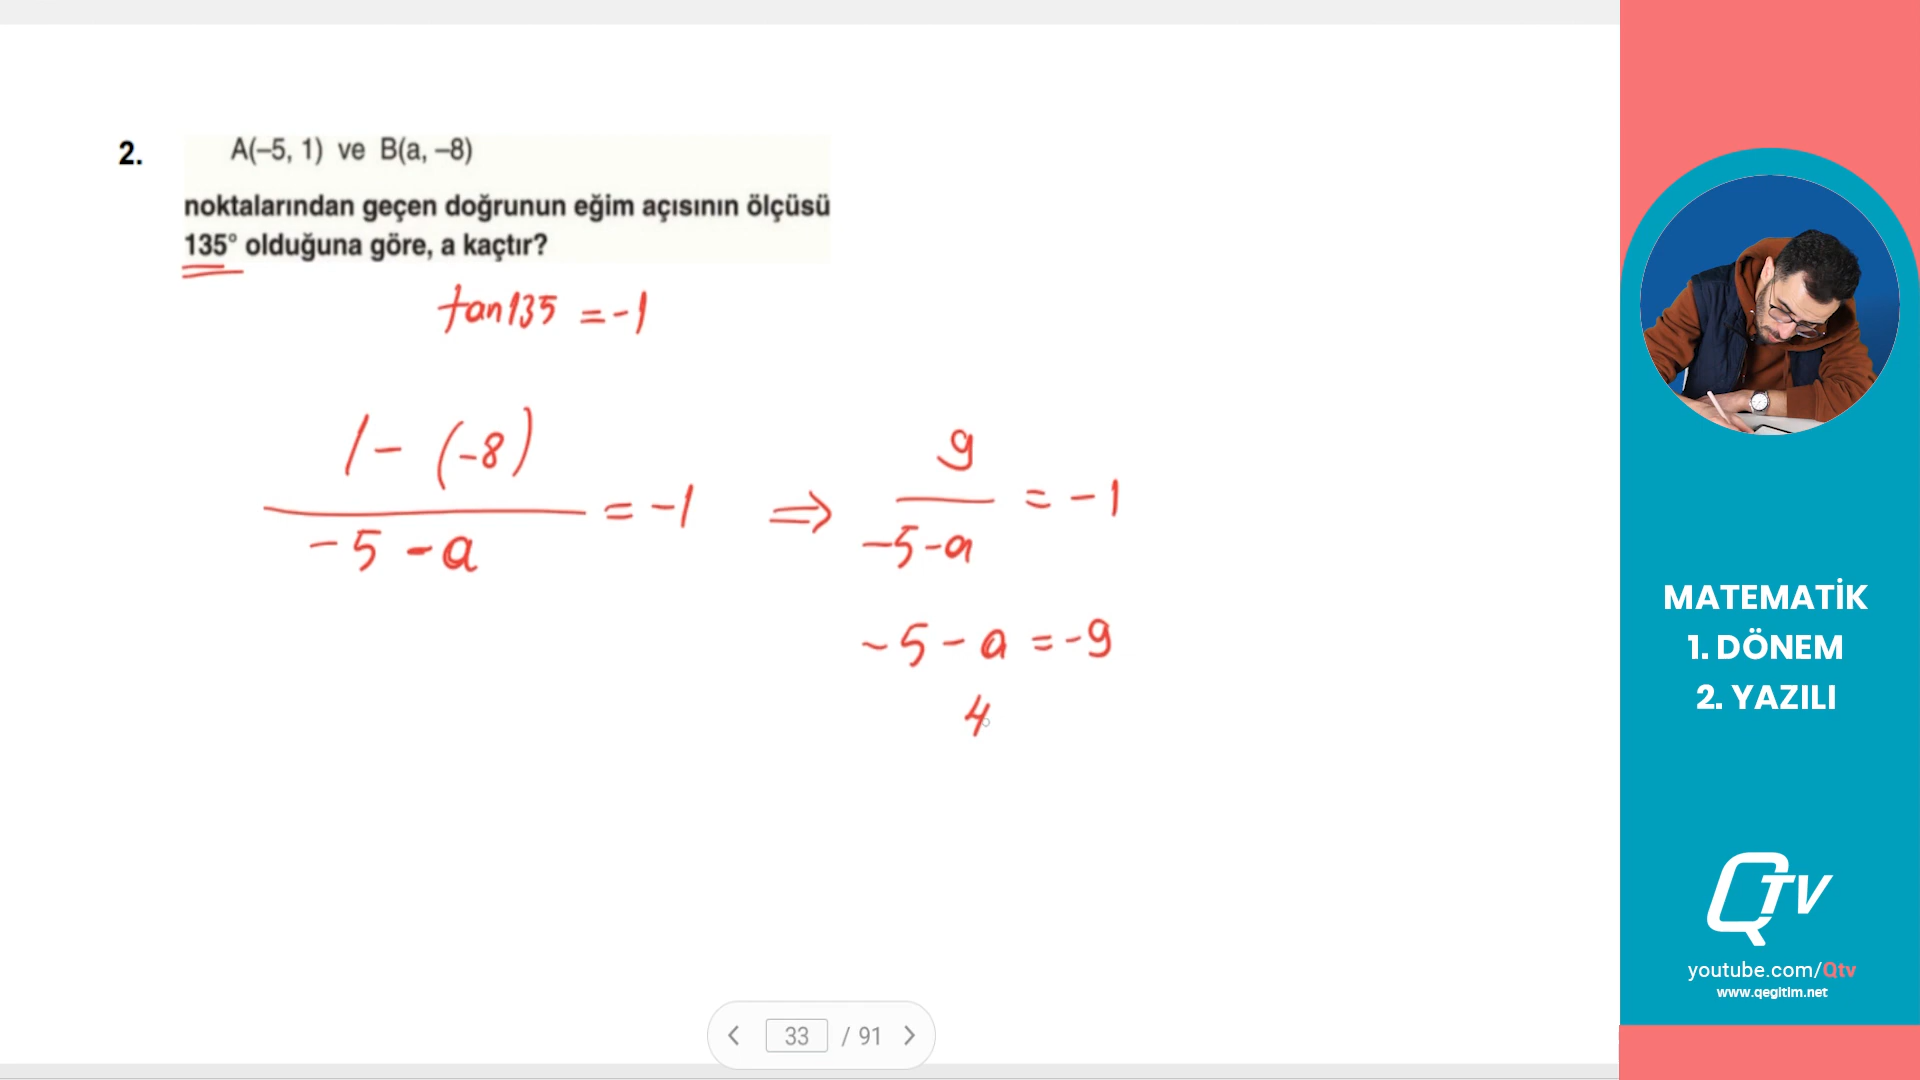 2. A(–5, 1) ve B(a, –8)
noktalarından geçen doğrunun eğim açısının ölçüsü
135° olduğuna göre, a kaçtır?
tan135 = -1
1 - (-8)
-5 - a
= -1
⇒
9
-5-a
= -1
-5 - a = -9
4
33 / 91
MATEMATİK
1. DÖNEM
2. YAZILI
QTV
youtube.com/Qtv
www.qegitim.net